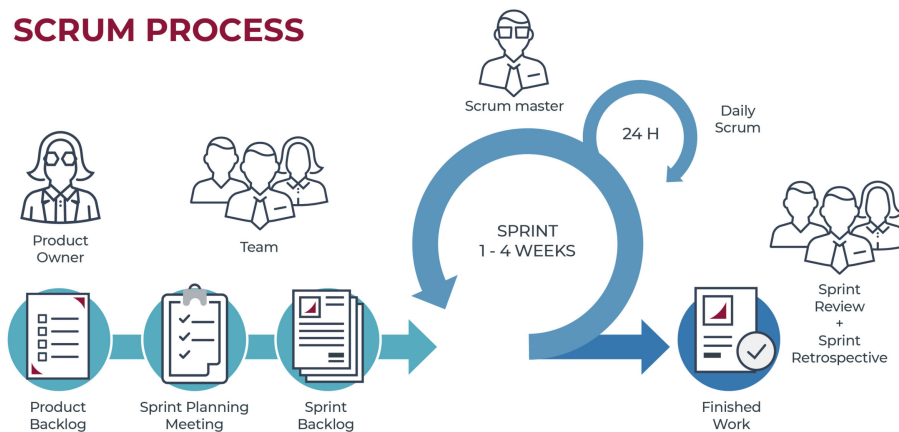 SCRUM PROCESS
Scrum master
24 H
Daily
Scrum
Product
Owner
Team
SPRINT
1 - 4 WEEKS
Sprint
Review
+
Sprint
Retrospective
Product
Backlog
Sprint Planning
Meeting
Sprint
Backlog
Finished
Work